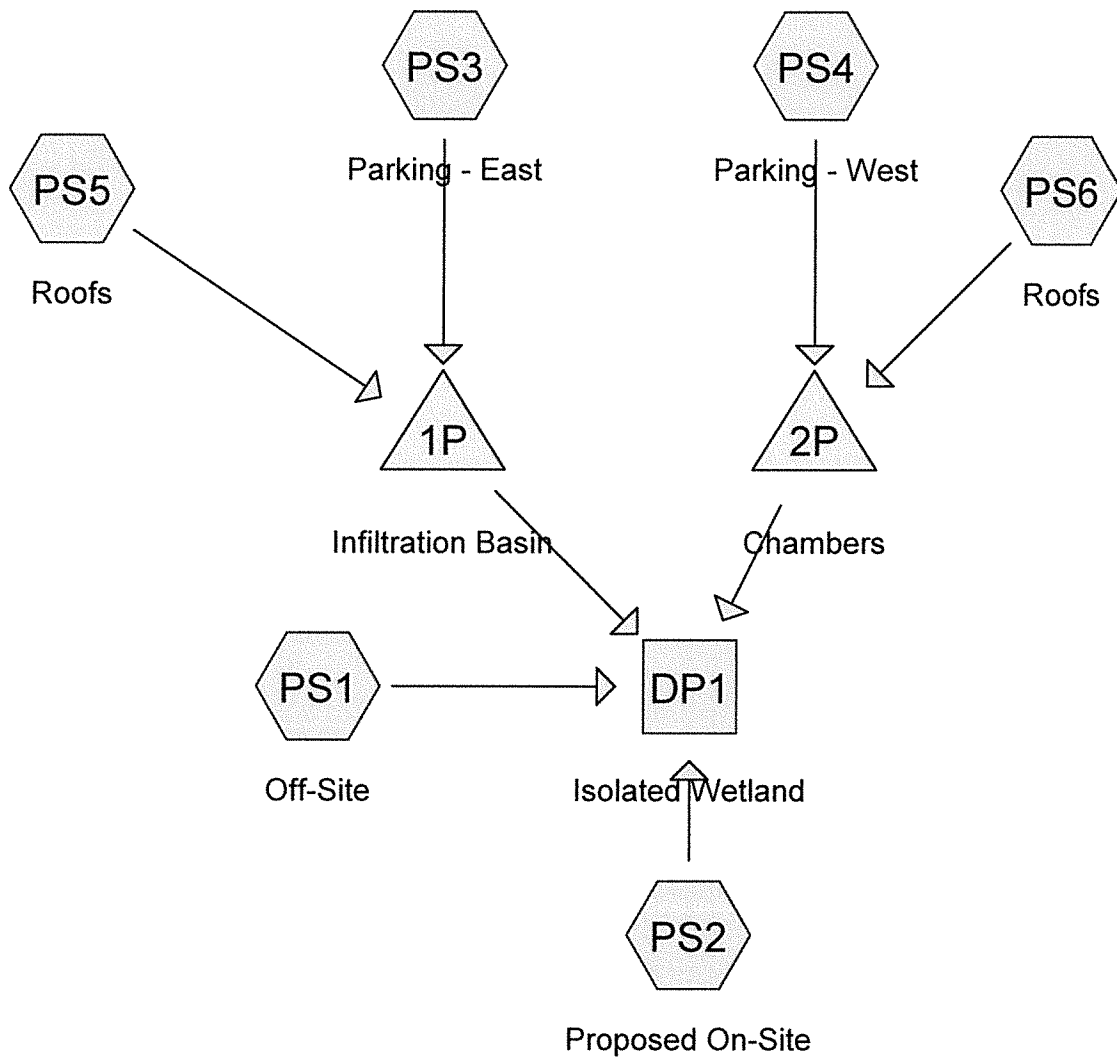 PS3
PS4
Parking - East
Parking - West
PS5
PS6
Roofs
Roofs
1P
2P
Infiltration Basin
Chambers
PS1
DP1
Off-Site
Isolated Wetland
PS2
Proposed On-Site